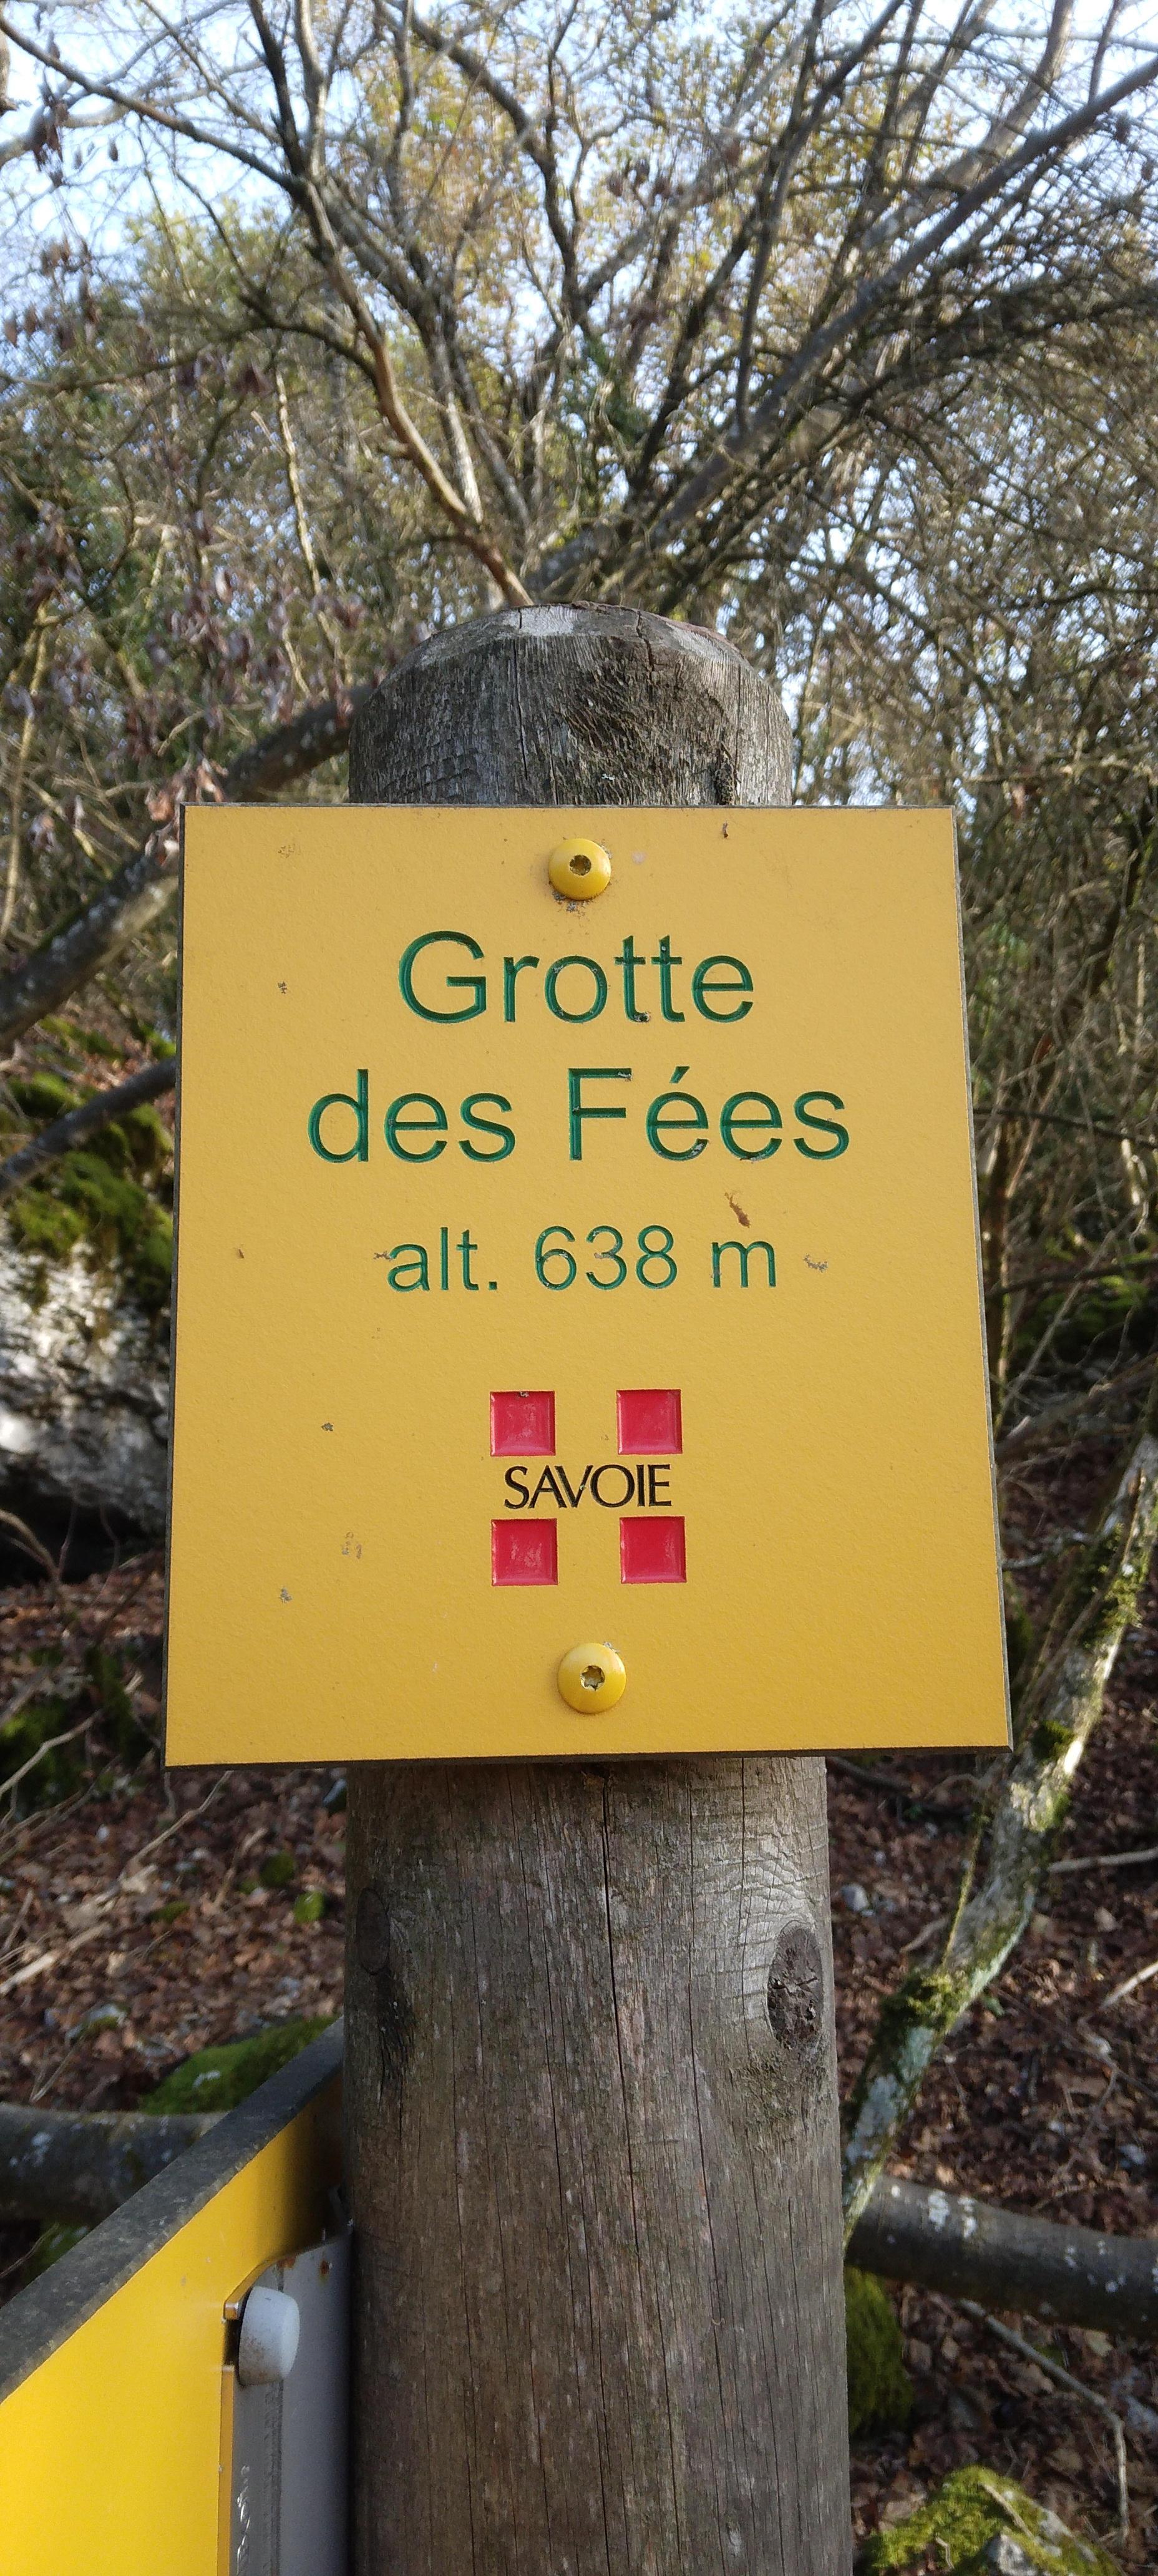 Grotte
des Fées
alt. 638 m
SAVOIE